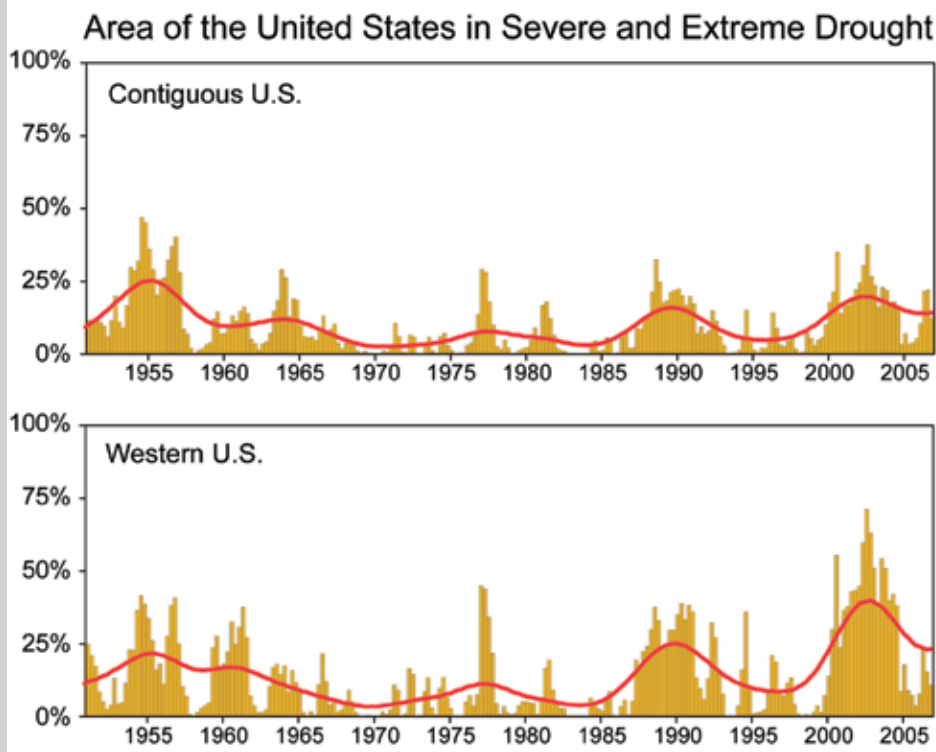 Area of the United States in Severe and Extreme Drought
100%
Contiguous U.S.
75%
50%
25%
0%
1955 1960 1965 1970 1975 1980 1985 1990 1995 2000 2005
100%
Western U.S.
75%
50%
25%
0%
1955 1960 1965 1970 1975 1980 1985 1990 1995 2000 2005